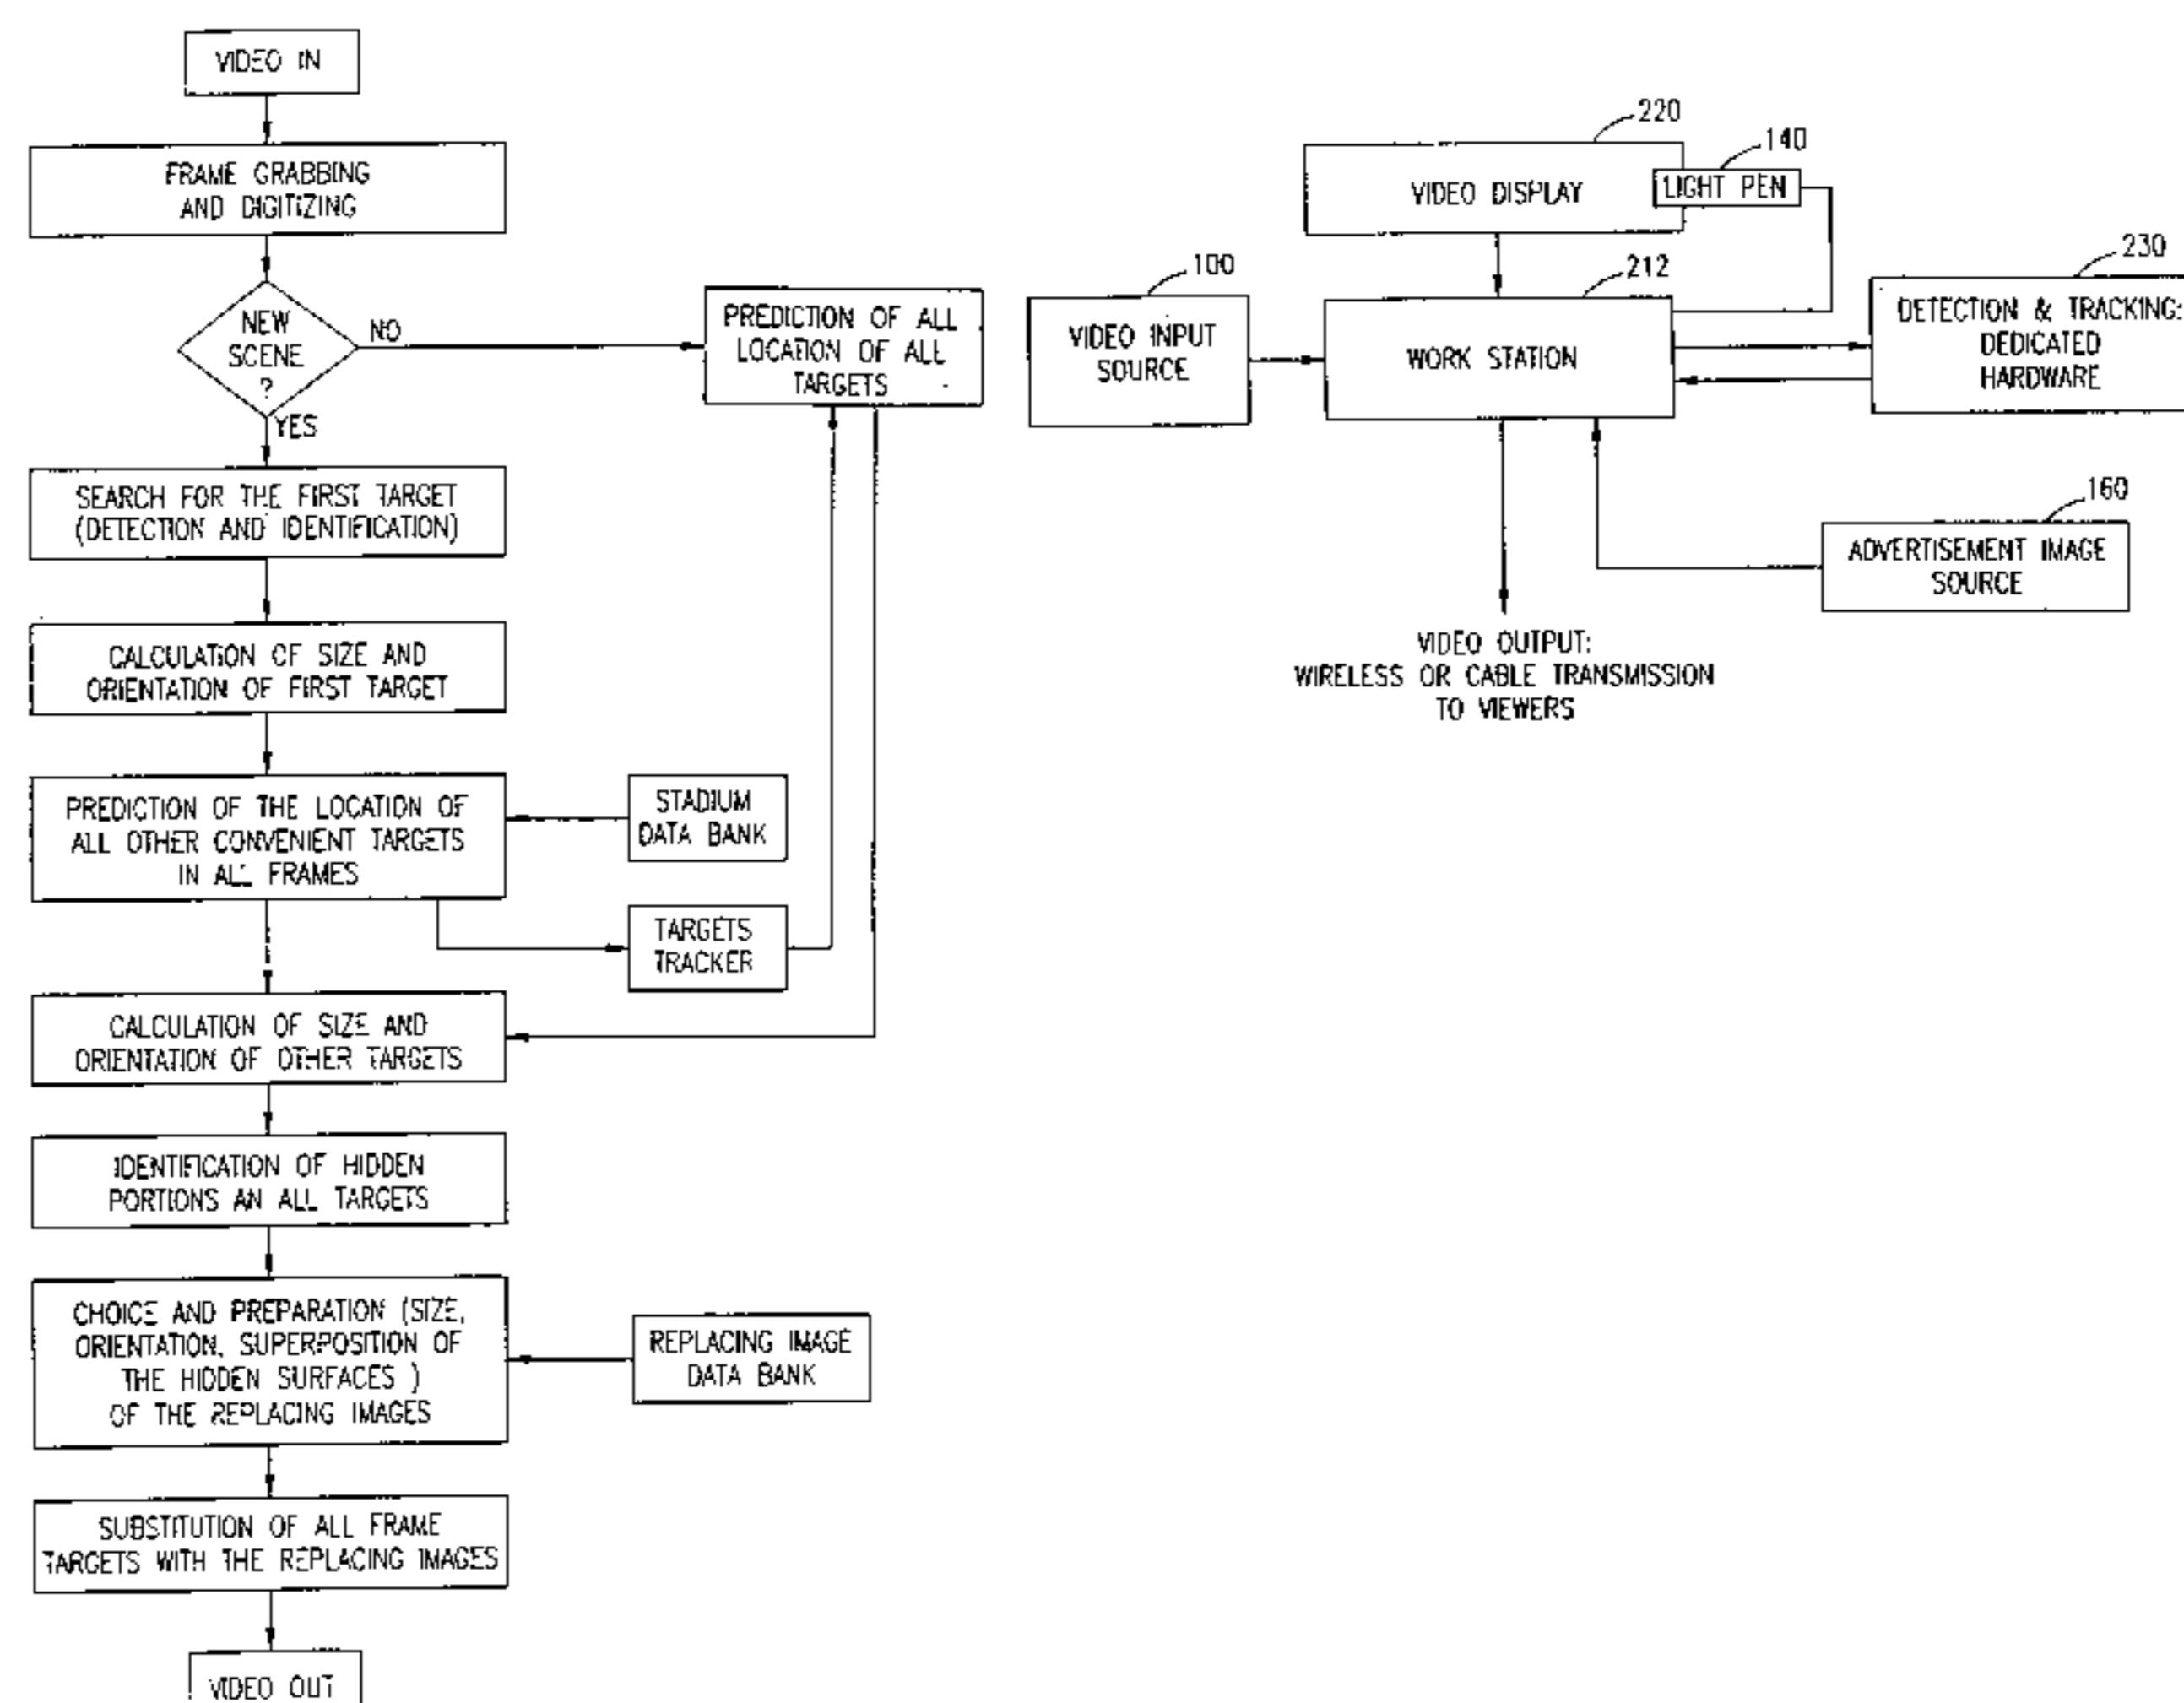 VIDEO IN
FRAME GRABBING
AND DIGITIZING
NEW
SCENE
?
NO
YES
PREDICTION OF ALL
LOCATION OF ALL
TARGETS
SEARCH FOR THE FIRST TARGET
(DETECTION AND IDENTIFICATION)
CALCULATION OF SIZE AND
ORIENTATION OF FIRST TARGET
PREDICTION OF THE LOCATION OF
ALL OTHER CONVENIENT TARGETS
IN ALL FRAMES
STADIUM
DATA BANK
TARGETS
TRACKER
CALCULATION OF SIZE AND
ORIENTATION OF OTHER TARGETS
IDENTIFICATION OF HIDDEN
PORTIONS AN ALL TARGETS
CHOICE AND PREPARATION (SIZE,
ORIENTATION, SUPERPOSITION OF
THE HIDDEN SURFACES )
OF THE REPLACING IMAGES
REPLACING IMAGE
DATA BANK
SUBSTITUTION OF ALL FRAME
TARGETS WITH THE REPLACING IMAGES
VIDEO OUT
220
VIDEO DISPLAY
140
LIGHT PEN
100
VIDEO INPUT
SOURCE
212
WORK STATION
230
DETECTION & TRACKING:
DEDICATED
HARDWARE
160
ADVERTISEMENT IMAGE
SOURCE
VIDEO OUTPUT:
WIRELESS OR CABLE TRANSMISSION
TO VIEWERS